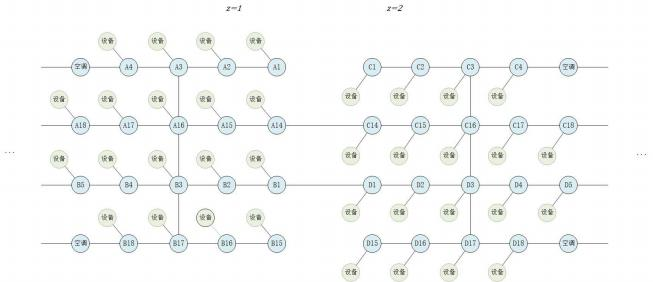 z=1 z=2
设备 设备 设备 设备
空调 A4 A3 A2 A1 C1 C2 C3 C4 空调
设备 设备 设备 设备
设备 设备 设备 设备 设备
A18 A17 A16 A15 A14 C14 C15 C16 C17 C18
... ...
设备 设备 设备 设备 设备 设备 设备 设备 设备 设备
B5 B4 B3 B2 B1 D1 D2 D3 D4 D5
设备 设备 设备 设备 设备 设备 设备 设备 设备
空调 B18 B17 B16 B15 D15 D16 D17 D18 空调
设备 设备 设备 设备